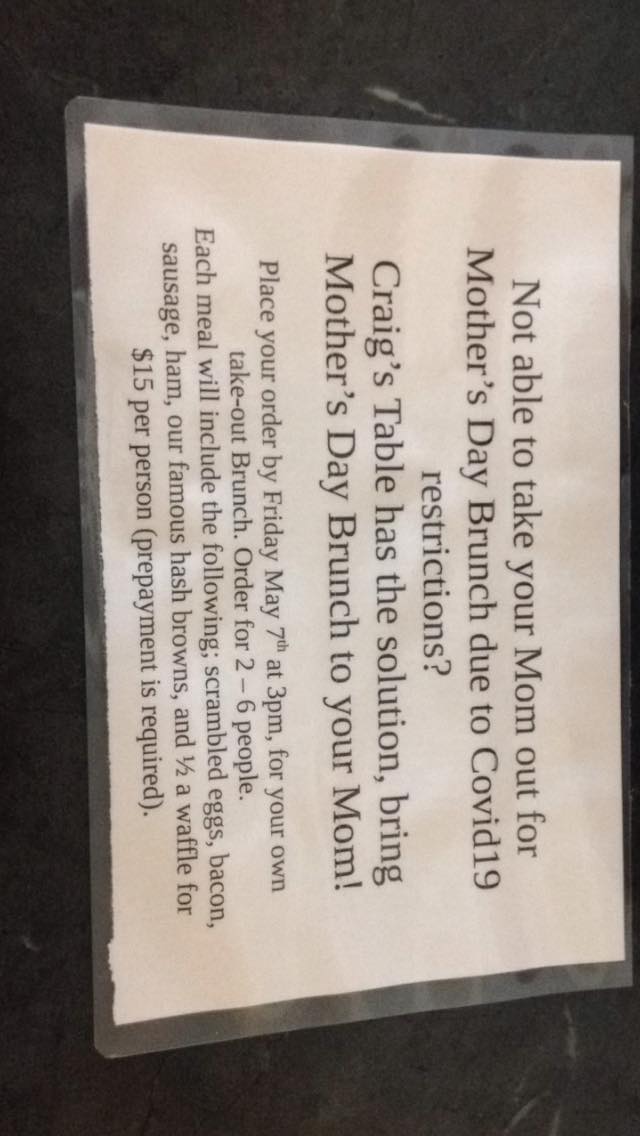 Not able to take your Mom out for
Mother's Day Brunch due to Covid19
restrictions?
Craig's Table has the solution, bring
Mother's Day Brunch to your Mom!
Place your order by Friday May 7th at 3pm, for your own
take-out Brunch. Order for 2 – 6 people.
Each meal will include the following; scrambled eggs, bacon,
sausage, ham, our famous hash browns, and ½ a waffle for
$15 per person (prepayment is required).